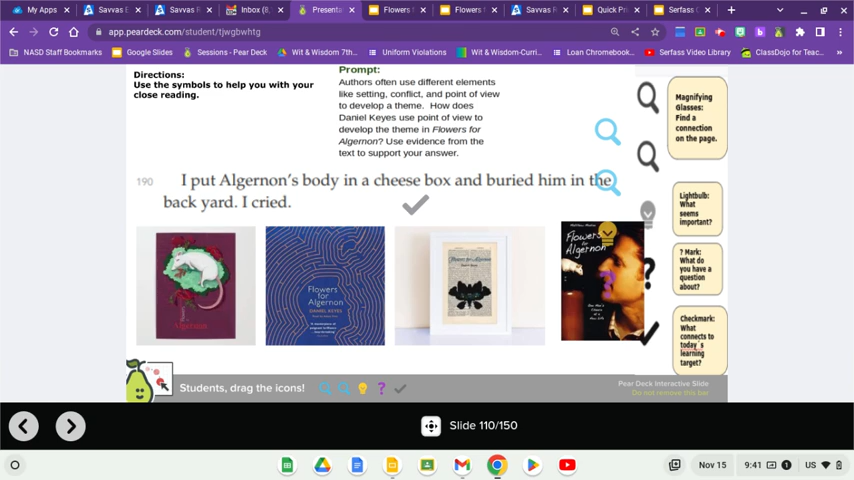 My Apps
Savvas B
Savvas B
Inbox (8,
Presenta
Flowers f
Flowers f
Savvas R
Quick Pri
Serfass C
app.peardeck.com/student/tjwgbwhtg
NASD Staff Bookmarks
Google Slides
Sessions - Pear Deck
Wit & Wisdom 7th...
Uniform Violations
Wit & Wisdom-Curri...
Loan Chromebook...
Serfass Video Library
ClassDojo for Teac...
Directions:
Use the symbols to help you with your
close reading.
Prompt:
Authors often use different elements
like setting, conflict, and point of view
to develop a theme. How does
Daniel Keyes use point of view to
develop the theme in Flowers for
Algernon? Use evidence from the
text to support your answer.
190 I put Algernon's body in a cheese box and buried him in the
back yard. I cried.
Algernon
Flowers
for
Algernon
DANIEL KEYES
Flowers for
Algernon
Magnifying
Glasses:
Find a
connection
on the page.
Lightbulb:
What
seems
important?
? Mark:
What do
you have a
question
about?
Checkmark:
What
connects to
today's
learning
target?
Students, drag the icons!
Pear Deck Interactive Slide
Do not remove this bar
Slide 110/150
Nov 15
9:41
US